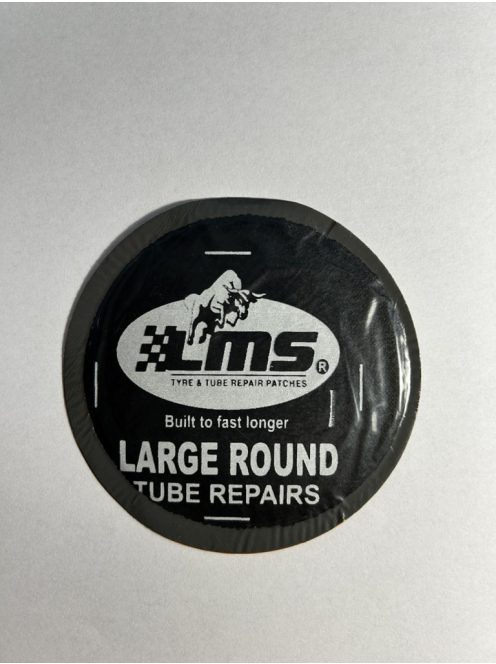 LMS ®
TYRE & TUBE REPAIR PATCHES
Built to fast longer
LARGE ROUND
TUBE REPAIRS